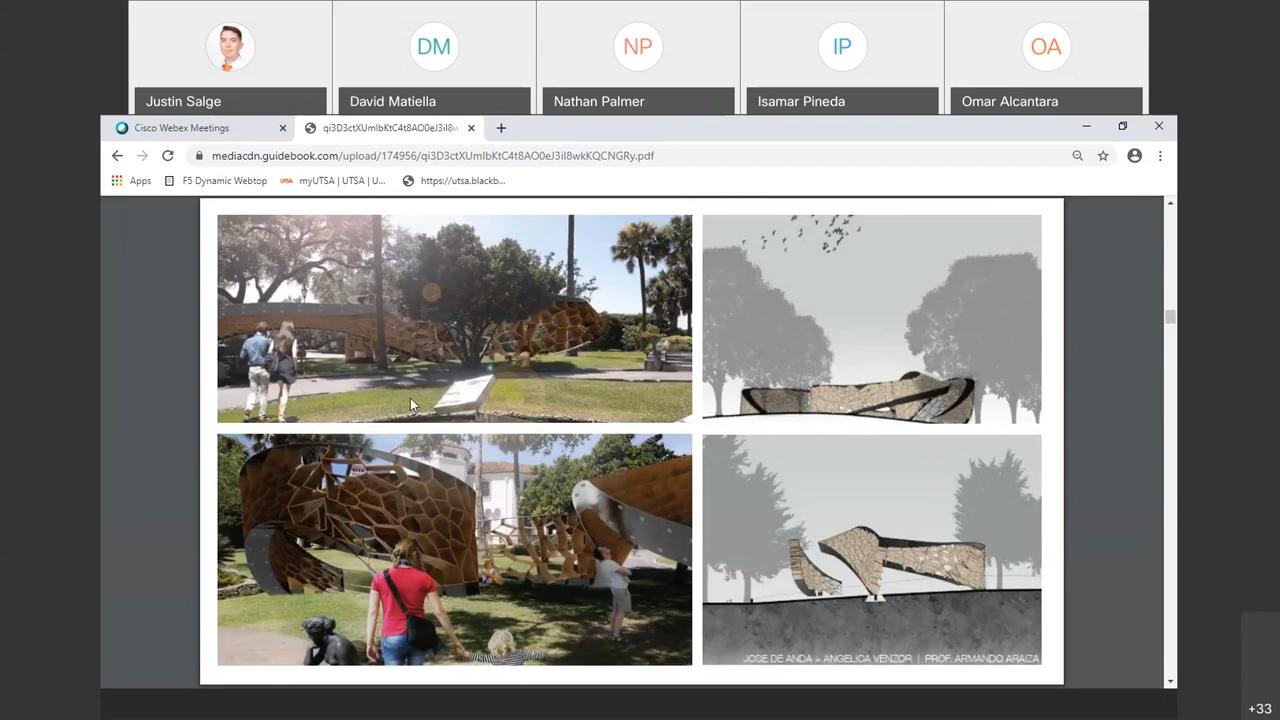 DM
NP
IP
OA
Justin Salge
David Matiella
Nathan Palmer
Isamar Pineda
Omar Alcantara
Cisco Webex Meetings
mediacdn.guidebook.com/upload/174956/qi3D3ctXUmIbKtC4t8AO0eJ3iI8wkKQCNGRy.pdf
Apps
F5 Dynamic Webtop
UTSA
myUTSA | UTSA | U...
https://utsa.blackb...
JOSE DE ANDA + ANGELICA VENZOR | PROF. ARMANDO ARAIZA
+33